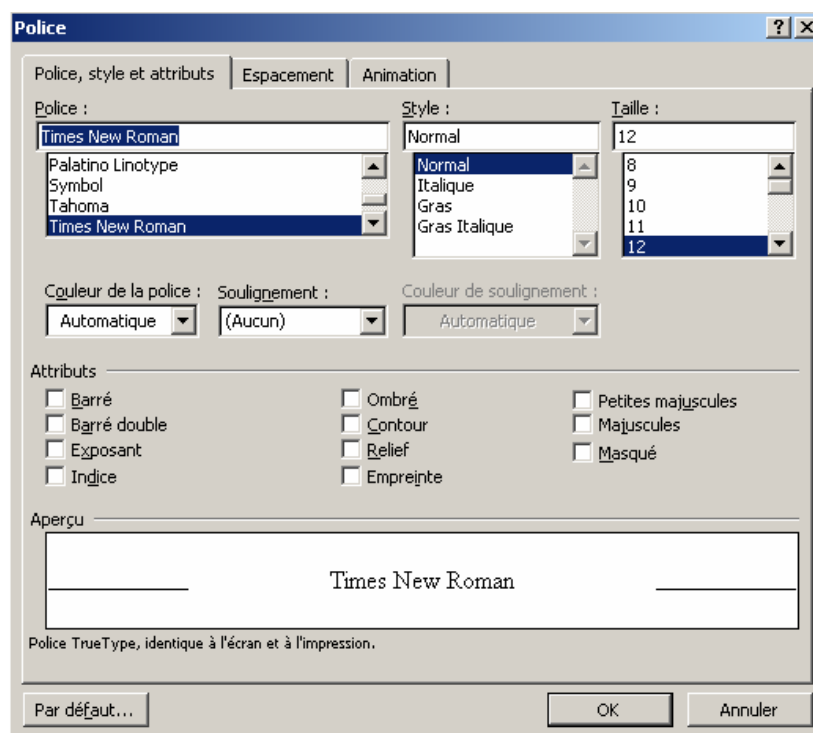 Police
Police, style et attributs Espacement Animation
Police : Style : Taille :
Times New Roman Normal 12
Palatino Linotype Normal 8
Symbol Italique 9
Tahoma Gras 10
Times New Roman Gras Italique 11
12
Couleur de la police : Soulignement : Couleur de soulignement :
Automatique (Aucun) Automatique
Attributs
Barré Ombré Petites majuscules
Barré double Contour Majuscules
Exposant Relief Masqué
Indice Empreinte
Aperçu
Times New Roman
Police TrueType, identique à l'écran et à l'impression.
Par défaut... OK Annuler